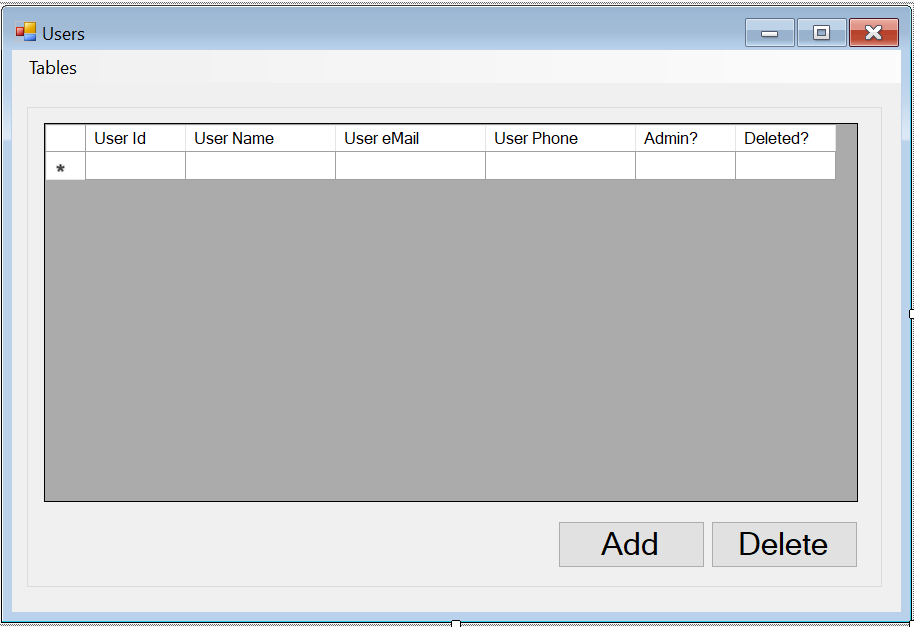 Users
Tables
User Id User Name User eMail User Phone Admin? Deleted?
*
Add Delete